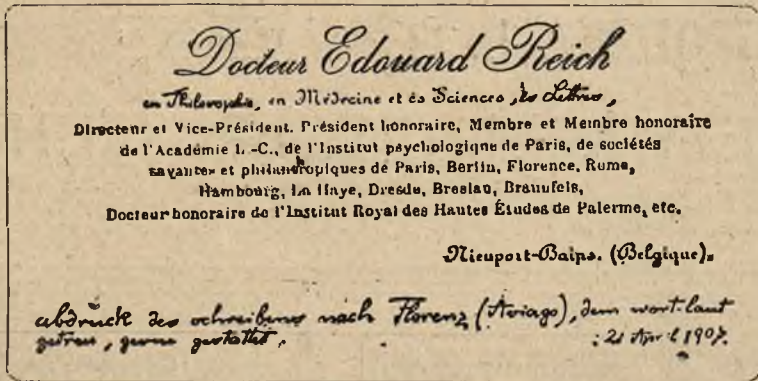 Docteur Edouard Reich
en Philosophie, en Médecine et ès Sciences, ès Lettres,
Directeur et Vice-Président. Président honoraire, Membre et Membre honoraire
de l'Académie L.-C., de l'Institut psychologique de Paris, de sociétés
savantes et philanthropiques de Paris, Berlin, Florence, Rome,
Hambourg, La Haye, Dresde, Breslau, Braunfels,
Docteur honoraire de l'Institut Royal des Hautes Études de Palerme, etc.
Nieuport-Bains. (Belgique).
abdruck des schreibens nach Florenz (), dem wort-laut
getreu, gerne gestattet.
: 21 April 1907.